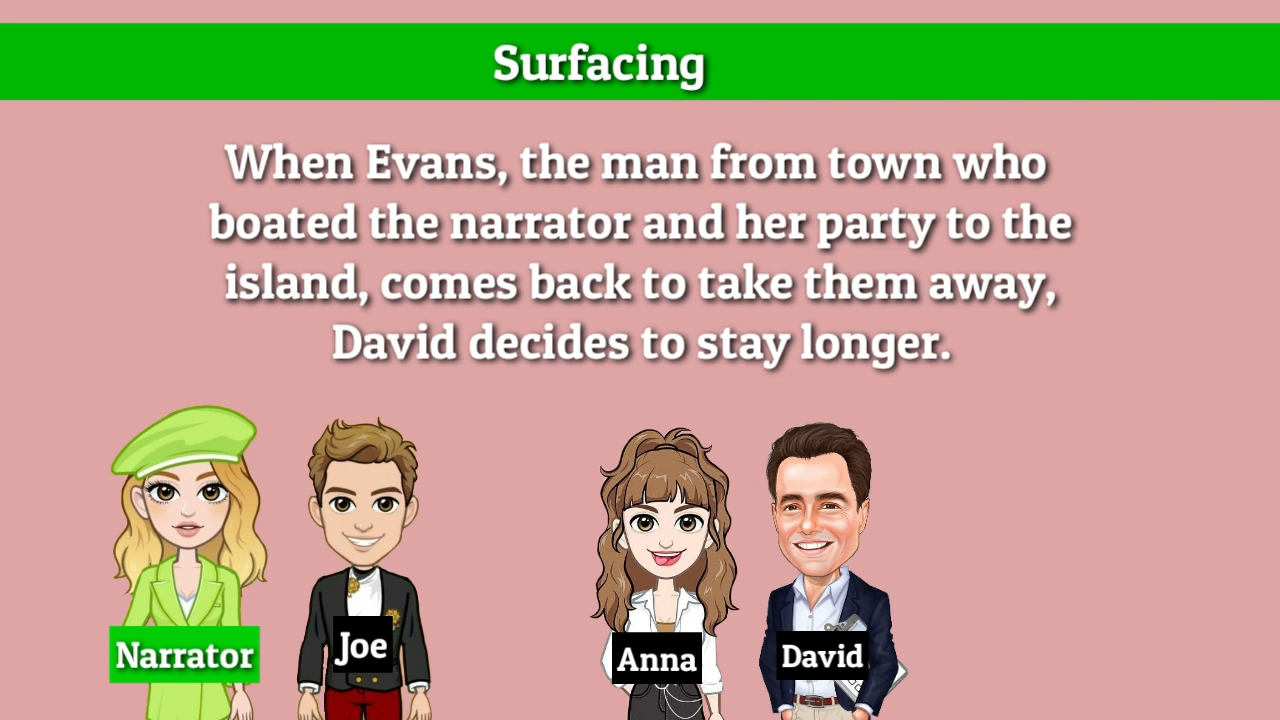 Surfacing
When Evans, the man from town who
boated the narrator and her party to the
island, comes back to take them away,
David decides to stay longer.
Narrator
Joe
Anna
David